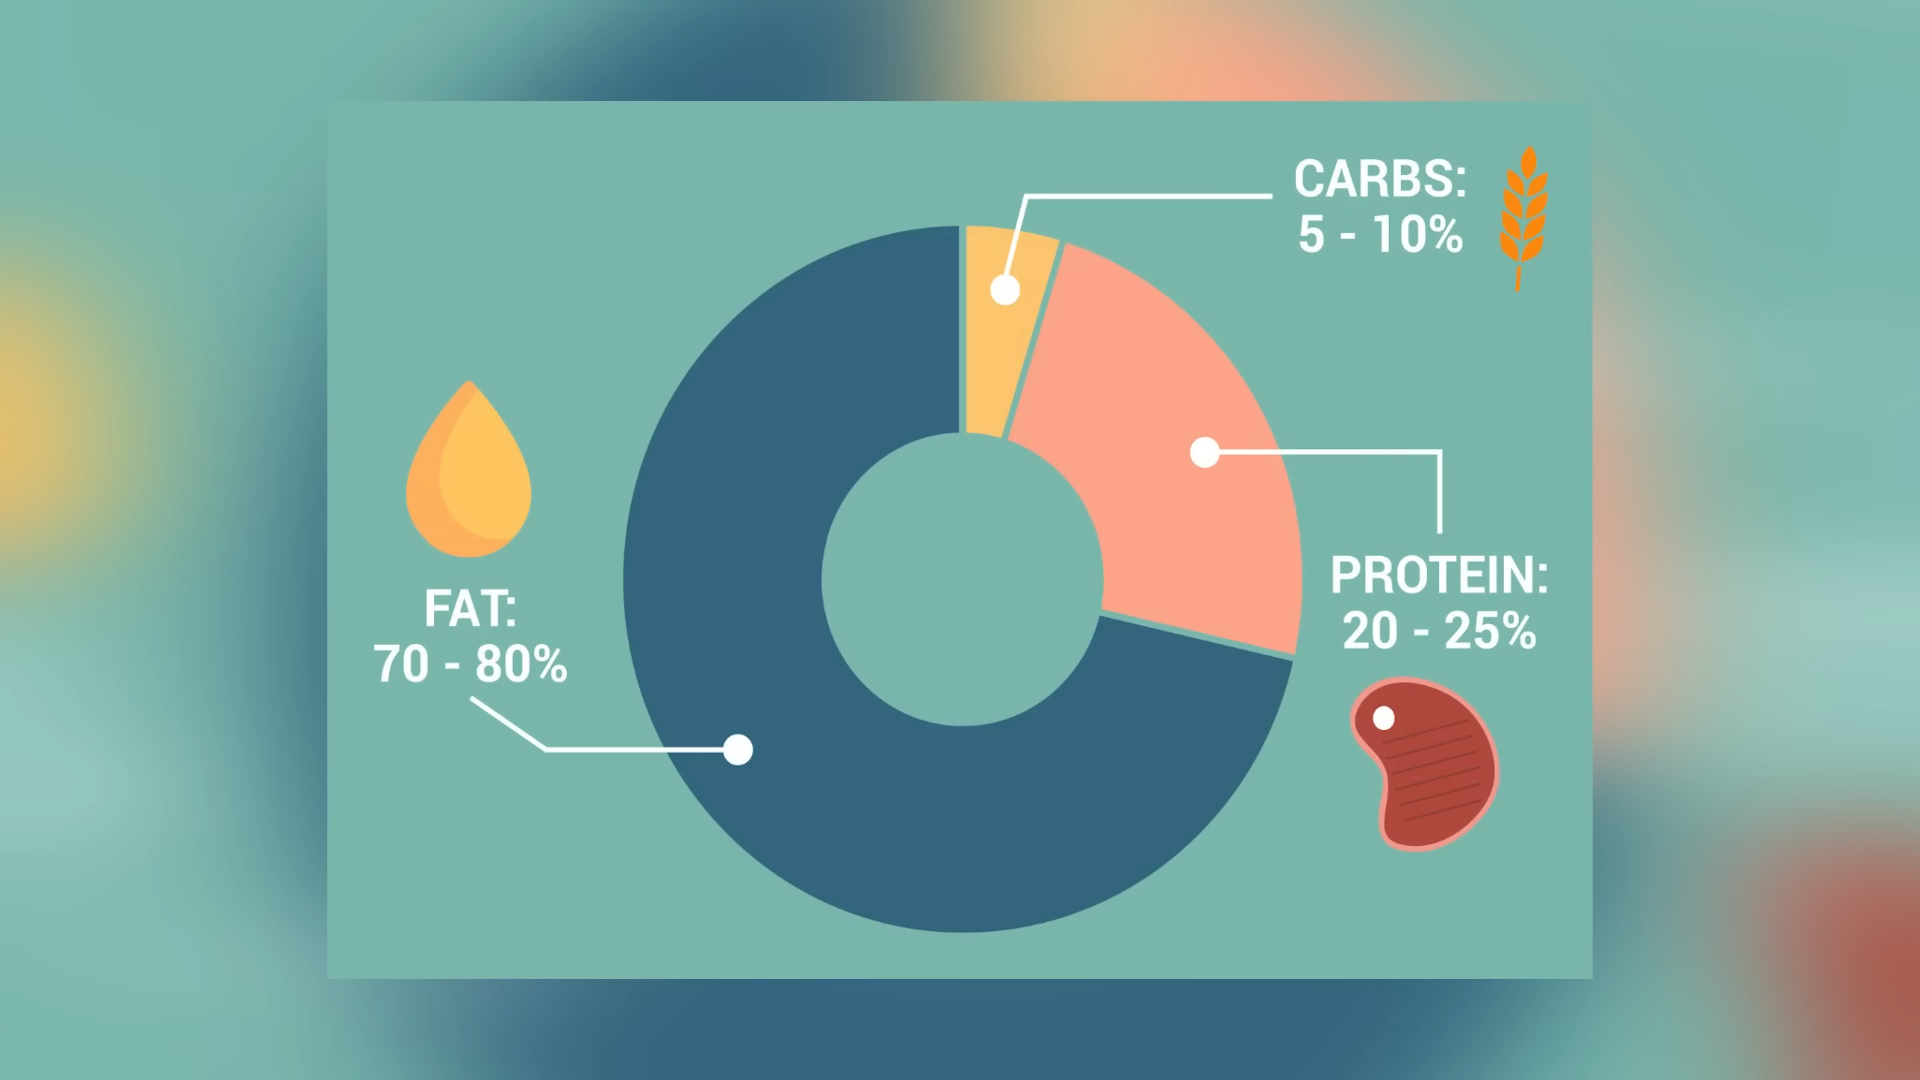 CARBS:
5 - 10%
PROTEIN:
20 - 25%
FAT:
70 - 80%